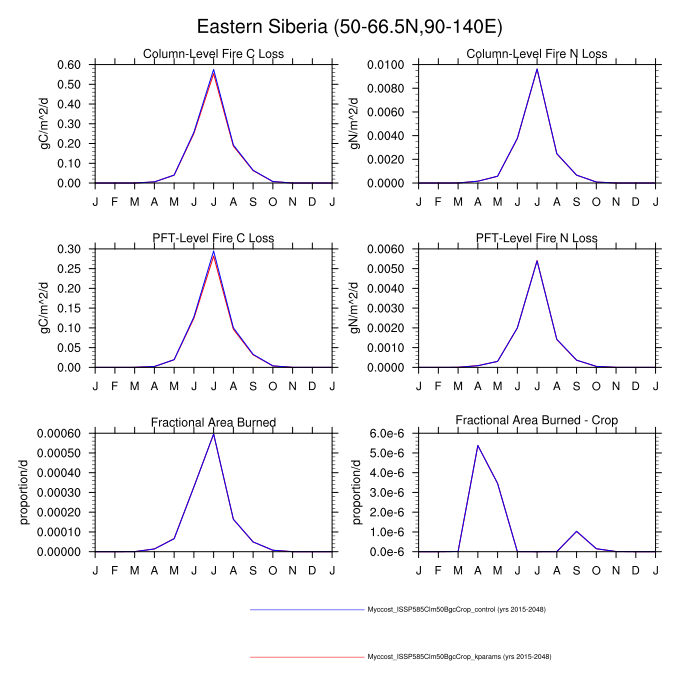 Eastern Siberia (50-66.5N,90-140E)
Column-Level Fire C Loss
gC/m^2/d
0.60
0.50
0.40
0.30
0.20
0.10
0.00
J F M A M J J A S O N D J
Column-Level Fire N Loss
gN/m^2/d
0.0100
0.0080
0.0060
0.0040
0.0020
0.0000
J F M A M J J A S O N D J
PFT-Level Fire C Loss
gC/m^2/d
0.30
0.25
0.20
0.15
0.10
0.05
0.00
J F M A M J J A S O N D J
PFT-Level Fire N Loss
gN/m^2/d
0.0060
0.0050
0.0040
0.0030
0.0020
0.0010
0.0000
J F M A M J J A S O N D J
Fractional Area Burned
proportion/d
0.00060
0.00050
0.00040
0.00030
0.00020
0.00010
0.00000
J F M A M J J A S O N D J
Fractional Area Burned - Crop
proportion/d
6.0e-6
5.0e-6
4.0e-6
3.0e-6
2.0e-6
1.0e-6
0.0e-6
J F M A M J J A S O N D J
Myccost_ISSP585Clm50BgcCrop_control (yrs 2015-2048)
Myccost_ISSP585Clm50BgcCrop_kparams (yrs 2015-2048)